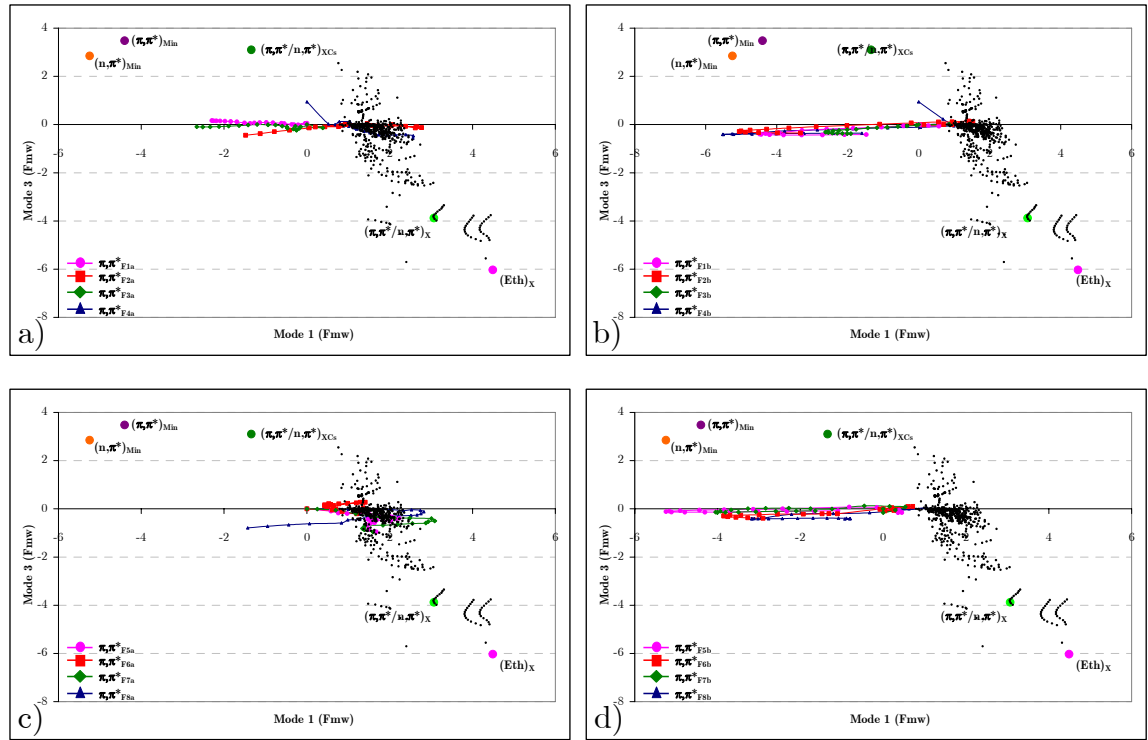 4
2
0
-2
-4
-6
-8
-6
-4
-2
0
2
4
6
Mode 3 (Fmw)
Mode 1 (Fmw)
(π,π*)Min
(n,π*)Min
(π,π*/n,π*)XCs
(π,π*/n,π*)X
(Eth)X
π,π*F1a
π,π*F2a
π,π*F3a
π,π*F4a
a)
4
2
0
-2
-4
-6
-8
-6
-4
-2
0
2
4
6
Mode 3 (Fmw)
Mode 1 (Fmw)
(π,π*)Min
(n,π*)Min
(π,π*/n,π*)XCs
(π,π*/n,π*)X
(Eth)X
π,π*F1b
π,π*F2b
π,π*F3b
π,π*F4b
b)
4
2
0
-2
-4
-6
-8
-6
-4
-2
0
2
4
6
Mode 3 (Fmw)
Mode 1 (Fmw)
(π,π*)Min
(n,π*)Min
(π,π*/n,π*)XCs
(π,π*/n,π*)X
(Eth)X
π,π*F5a
π,π*F6a
π,π*F7a
π,π*F8a
c)
4
2
0
-2
-4
-6
-8
-6
-4
-2
0
2
4
6
Mode 3 (Fmw)
Mode 1 (Fmw)
(π,π*)Min
(n,π*)Min
(π,π*/n,π*)XCs
(π,π*/n,π*)X
(Eth)X
π,π*F5b
π,π*F6b
π,π*F7b
π,π*F8b
d)